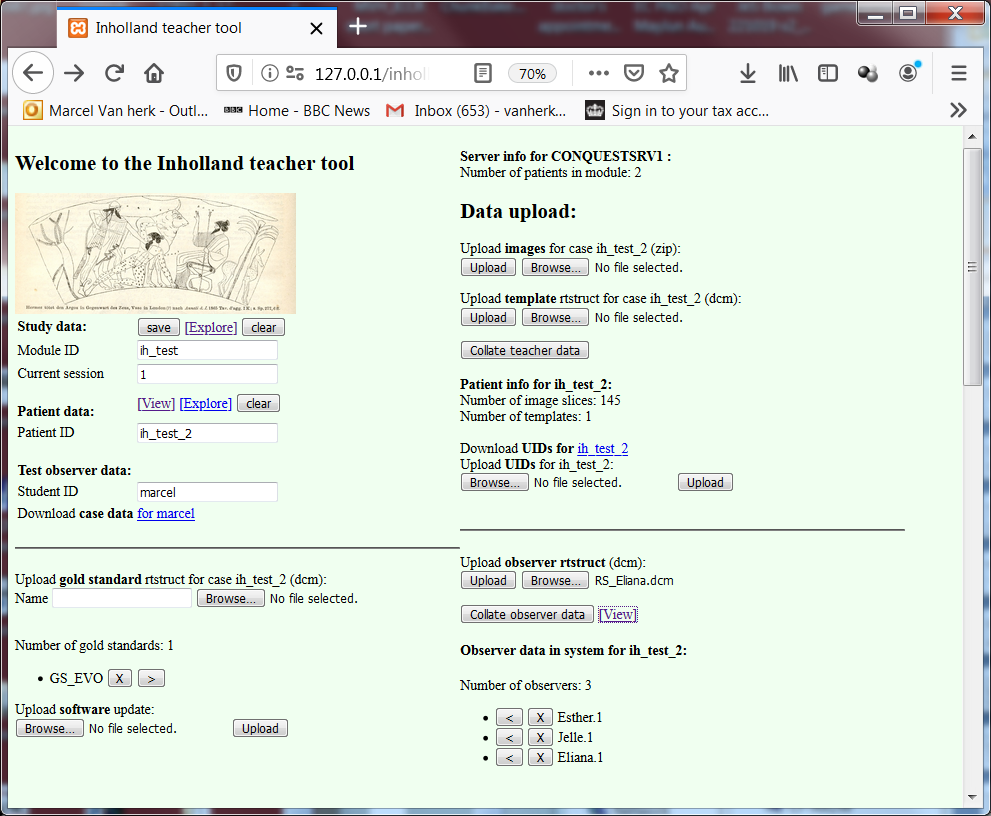 Inholland teacher tool
127.0.0.1/inhol
70%
Marcel Van herk - Outl...
BBC Home - BBC News
Inbox (653) - vanherk...
Sign in to your tax acc...
Welcome to the Inholland teacher tool
Study data: save [Explore] clear
Module ID ih_test
Current session 1
Patient data: [View] [Explore] clear
Patient ID ih_test_2
Test observer data:
Student ID marcel
Download case data for marcel
Upload gold standard rtstruct for case ih_test_2 (dcm):
Name Browse... No file selected.
Number of gold standards: 1
• GS_EVO X >
Upload software update:
Browse... No file selected. Upload
Server info for CONQUESTSRV1 :
Number of patients in module: 2
Data upload:
Upload images for case ih_test_2 (zip):
Upload Browse... No file selected.
Upload template rtstruct for case ih_test_2 (dcm):
Upload Browse... No file selected.
Collate teacher data
Patient info for ih_test_2:
Number of image slices: 145
Number of templates: 1
Download UIDs for ih_test_2
Upload UIDs for ih_test_2:
Browse... No file selected. Upload
Upload observer rtstruct (dcm):
Upload Browse... RS_Eliana.dcm
Collate observer data [View]
Observer data in system for ih_test_2:
Number of observers: 3
• < X Esther.1
• < X Jelle.1
• < X Eliana.1